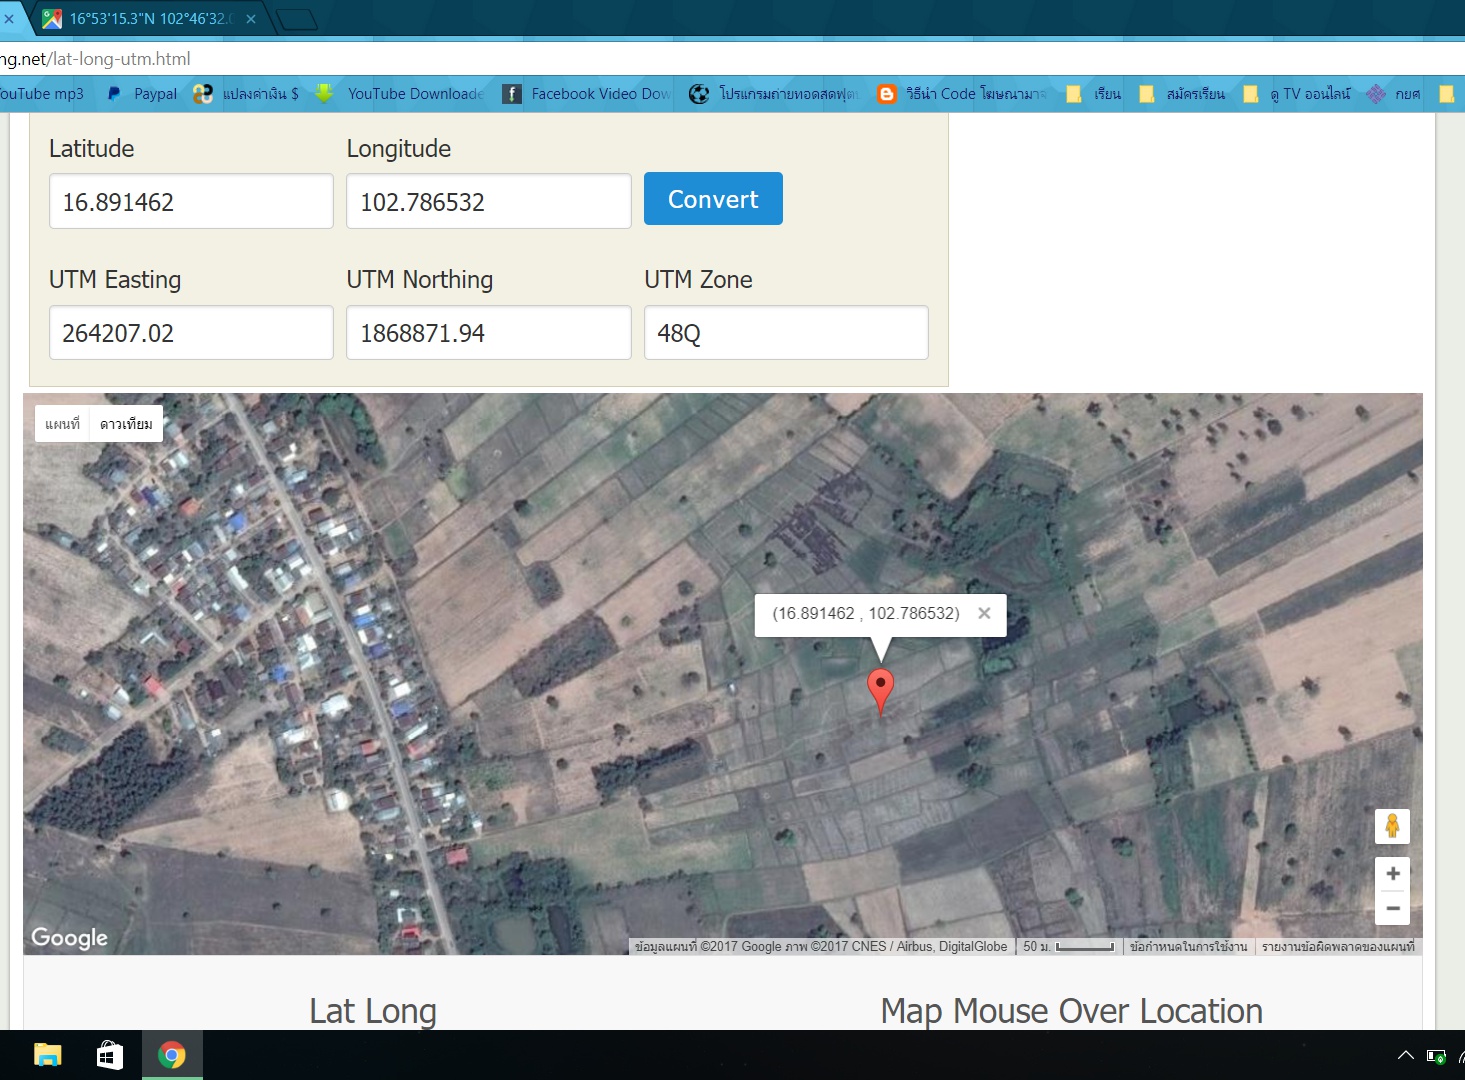 16°53'15.3"N 102°46'32.
ng.net/lat-long-utm.html
YouTube mp3 Paypal แปลงค่าเงิน $ YouTube Downloade Facebook Video Dow โปรแกรมถ่ายทอดสดฟุต วิธีนำ Code โฆษณามา เรียน สมัครเรียน ดู TV ออนไลน์ กยศ
Latitude Longitude
16.891462 102.786532 Convert
UTM Easting UTM Northing UTM Zone
264207.02 1868871.94 48Q
แผนที่ ดาวเทียม
(16.891462 , 102.786532)
Google
ข้อมูลแผนที่ ©2017 Google ภาพ ©2017 CNES / Airbus, DigitalGlobe 50 ม. ข้อกำหนดในการใช้งาน รายงานข้อผิดพลาดของแผนที่
Lat Long Map Mouse Over Location